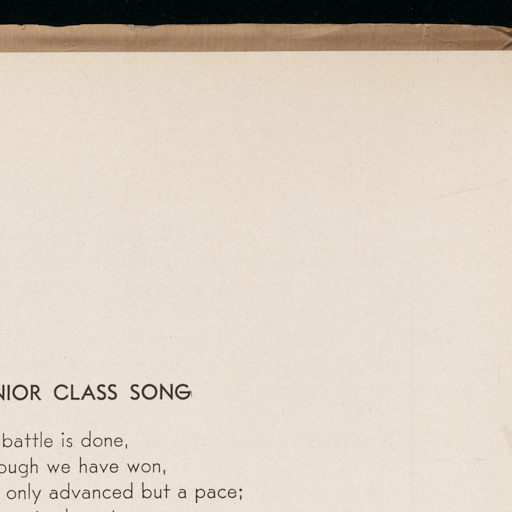 NIOR CLASS SONG
battle is done,
ough we have won,
only advanced but a pace;